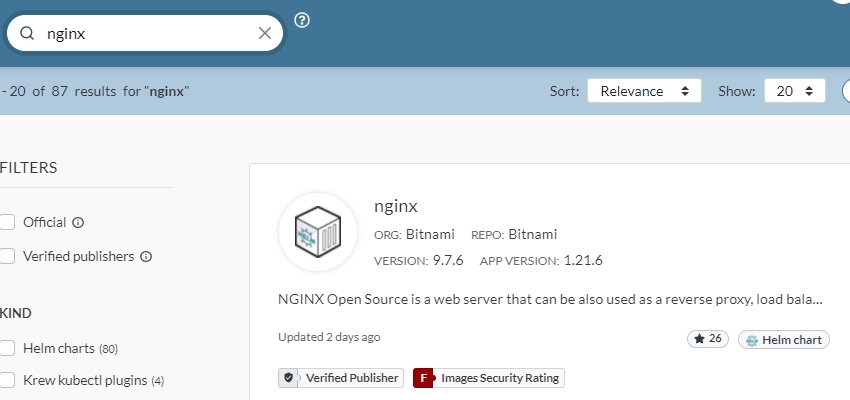 nginx
- 20 of 87 results for "nginx"
Sort: Relevance Show: 20
FILTERS
Official
Verified publishers
KIND
Helm charts (80)
Krew kubectl plugins (4)
nginx
ORG: Bitnami REPO: Bitnami
VERSION: 9.7.6 APP VERSION: 1.21.6
NGINX Open Source is a web server that can be also used as a reverse proxy, load bala...
Updated 2 days ago
26 Helm chart
Verified Publisher F Images Security Rating